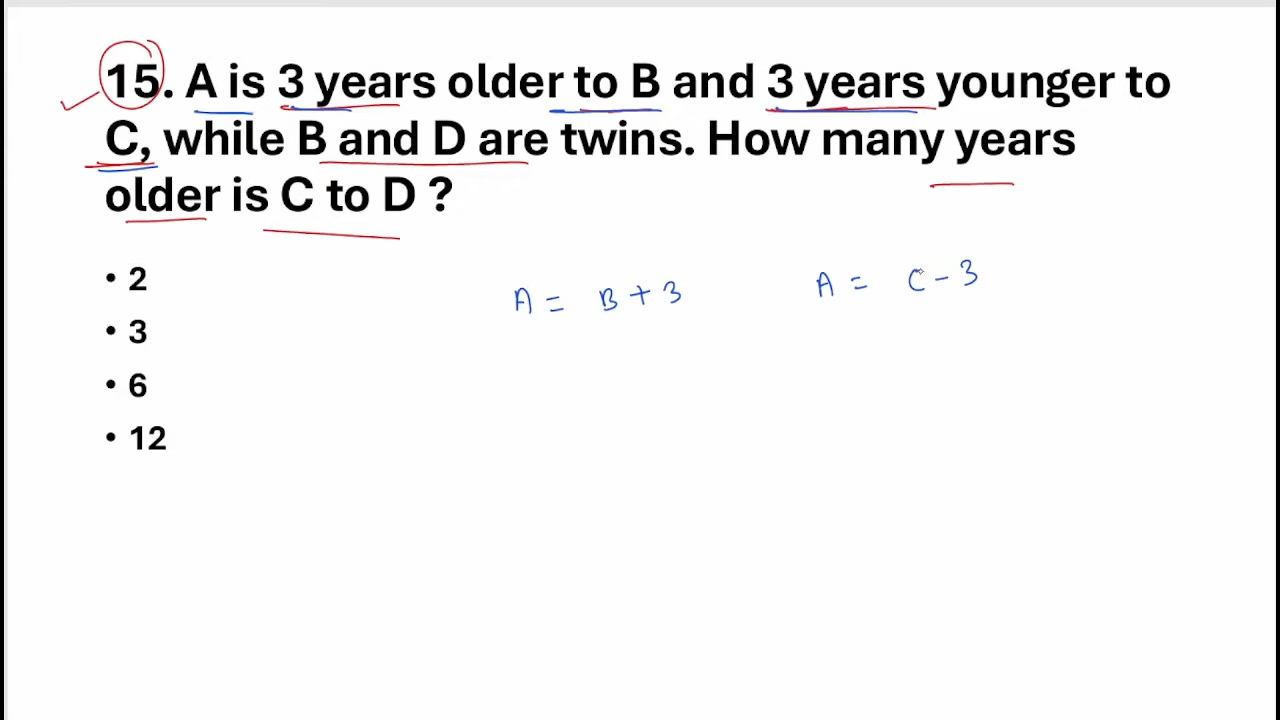 15. A is 3 years older to B and 3 years younger to
C, while B and D are twins. How many years
older is C to D ?
• 2
• 3
• 6
• 12
A = B + 3
A = C - 3